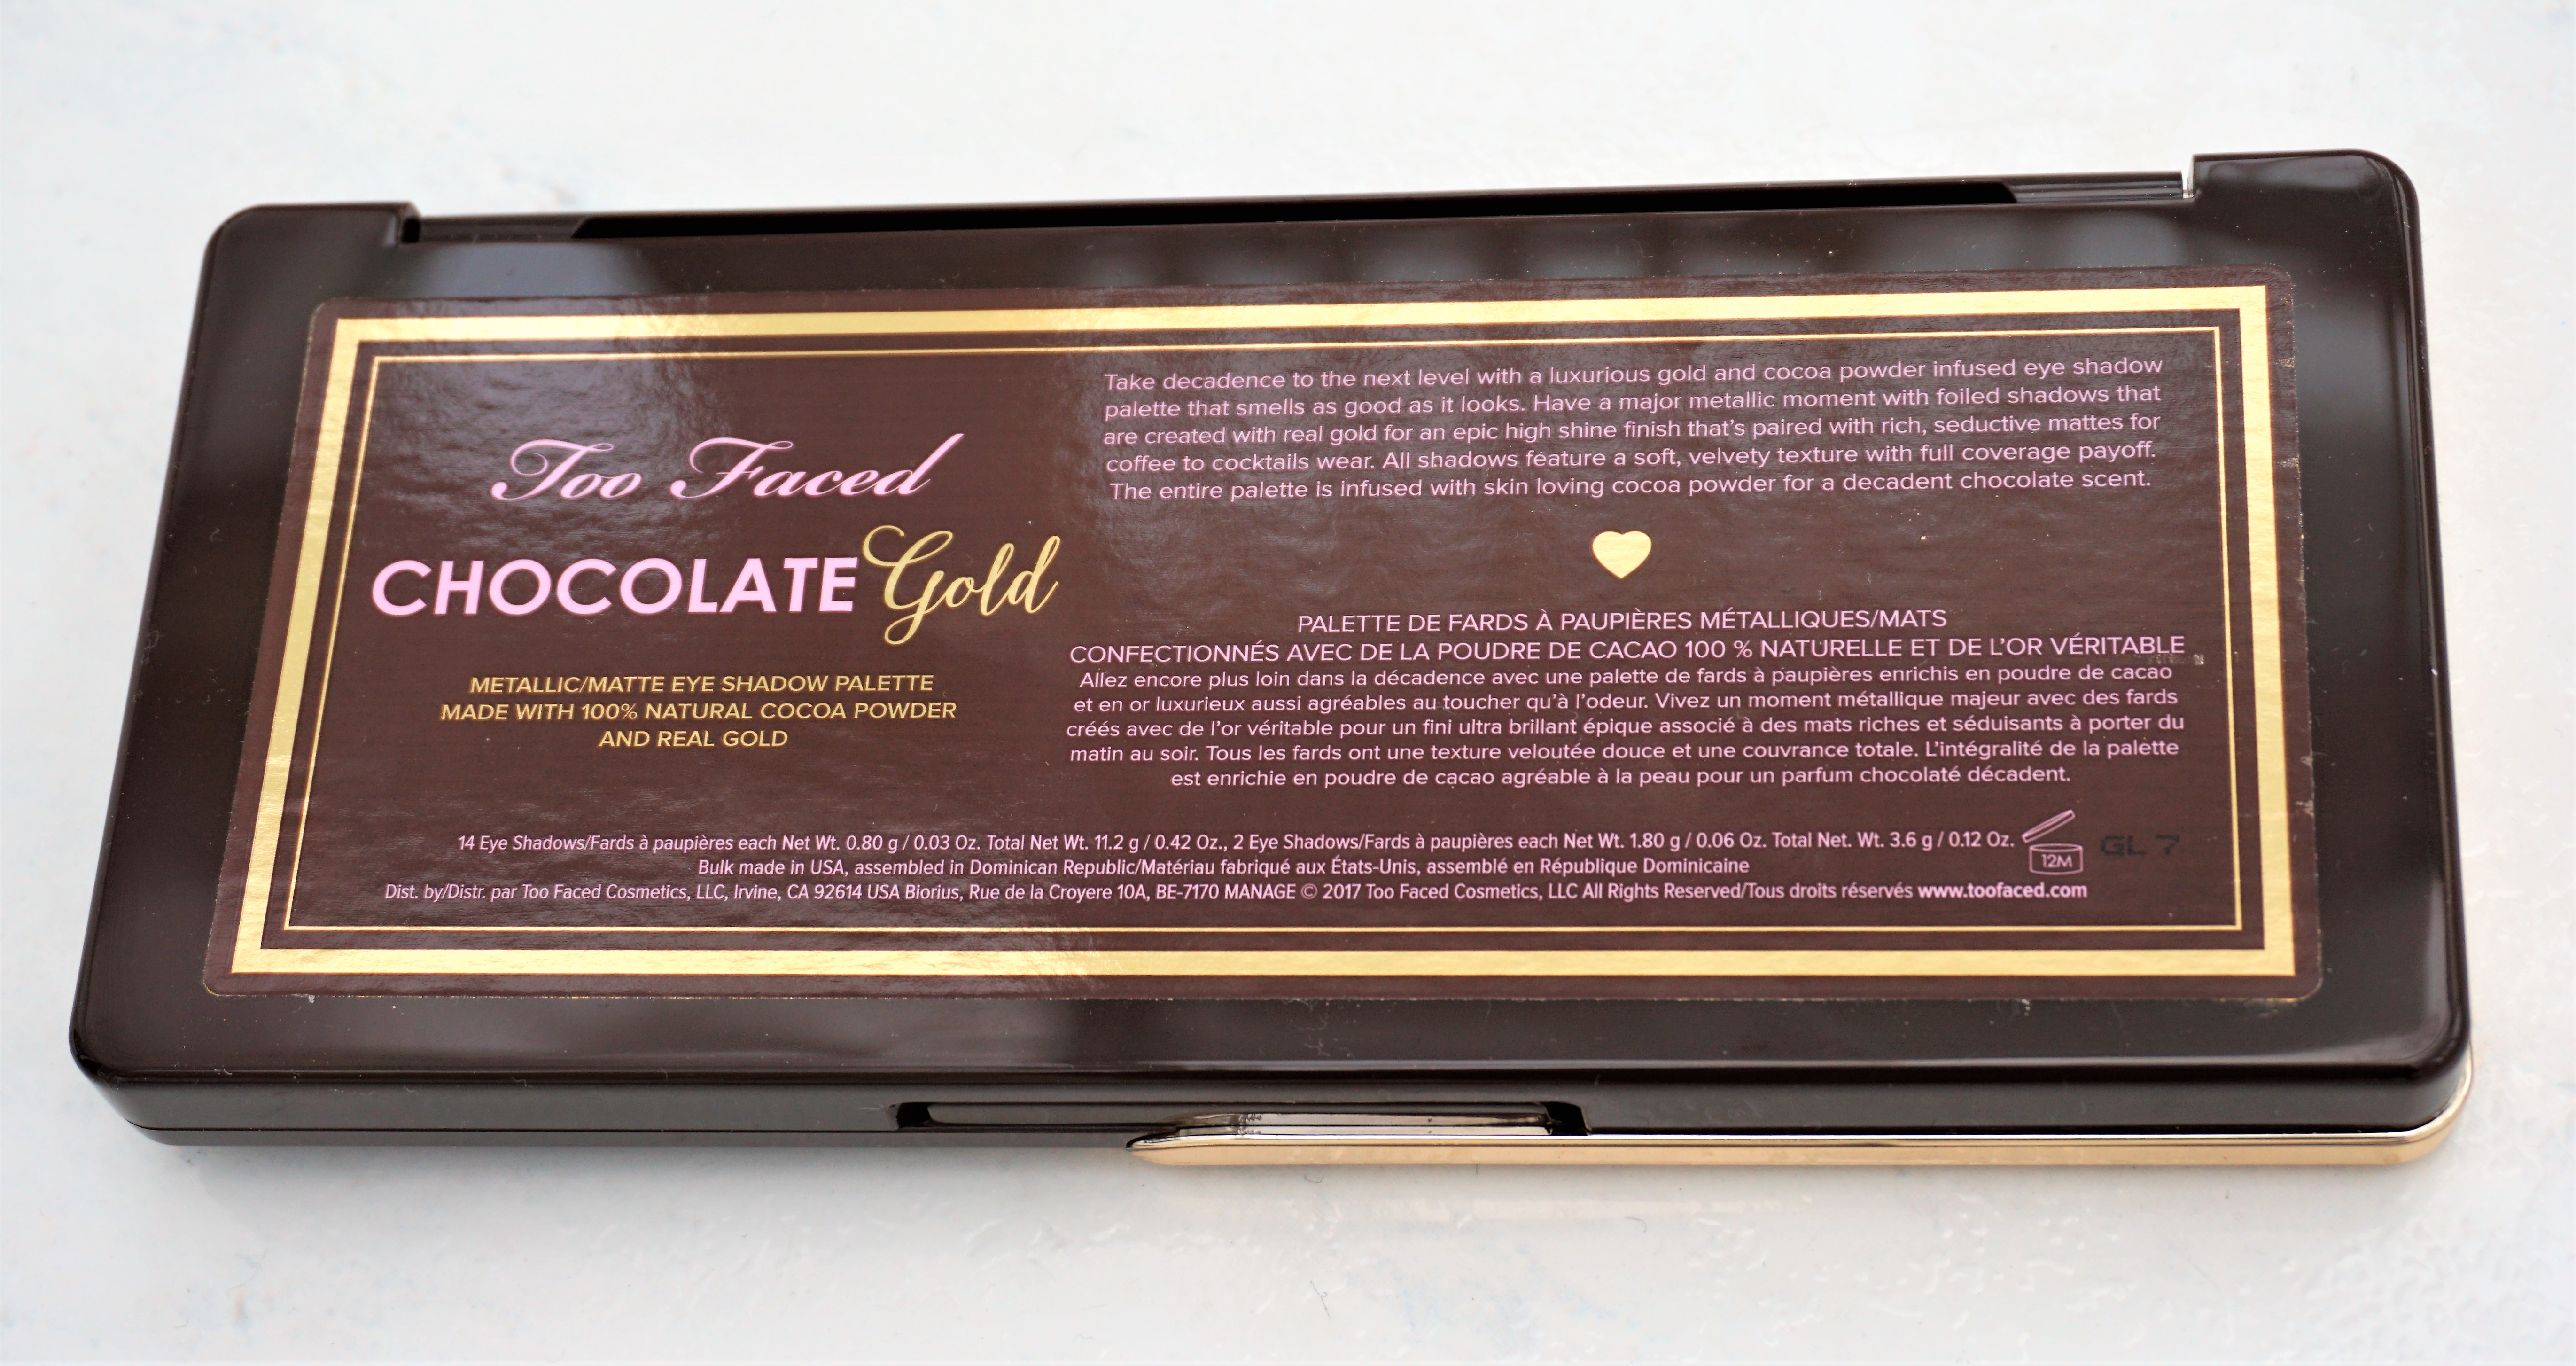 Too Faced
CHOCOLATE Gold
METALLIC/MATTE EYE SHADOW PALETTE
MADE WITH 100% NATURAL COCOA POWDER
AND REAL GOLD
Take decadence to the next level with a luxurious gold and cocoa powder infused eye shadow
palette that smells as good as it looks. Have a major metallic moment with foiled shadows that
are created with real gold for an epic high shine finish that's paired with rich, seductive mattes for
coffee to cocktails wear. All shadows feature a soft, velvety texture with full coverage payoff.
The entire palette is infused with skin loving cocoa powder for a decadent chocolate scent.
PALETTE DE FARDS À PAUPIÈRES MÉTALLIQUES/MATS
CONFECTIONNÉS AVEC DE LA POUDRE DE CACAO 100 % NATURELLE ET DE L'OR VÉRITABLE
Allez encore plus loin dans la décadence avec une palette de fards à paupières enrichis en poudre de cacao
et en or luxurieux aussi agréables au toucher qu'à l'odeur. Vivez un moment métallique majeur avec des fards
créés avec de l'or véritable pour un fini ultra brillant épique associé à des mats riches et séduisants à porter du
matin au soir. Tous les fards ont une texture veloutée douce et une couvrance totale. L'intégralité de la palette
est enrichie en poudre de cacao agréable à la peau pour un parfum chocolaté décadent.
14 Eye Shadows/Fards à paupières each Net Wt. 0.80 g / 0.03 Oz. Total Net Wt. 11.2 g / 0.42 Oz., 2 Eye Shadows/Fards à paupières each Net Wt. 1.80 g / 0.06 Oz. Total Net. Wt. 3.6 g / 0.12 Oz.
12M
GL 7
Bulk made in USA, assembled in Dominican Republic/Matériau fabriqué aux États-Unis, assemblé en République Dominicaine
Dist. by/Distr. par Too Faced Cosmetics, LLC, Irvine, CA 92614 USA Biorius, Rue de la Croyere 10A, BE-7170 MANAGE © 2017 Too Faced Cosmetics, LLC All Rights Reserved/Tous droits réservés www.toofaced.com